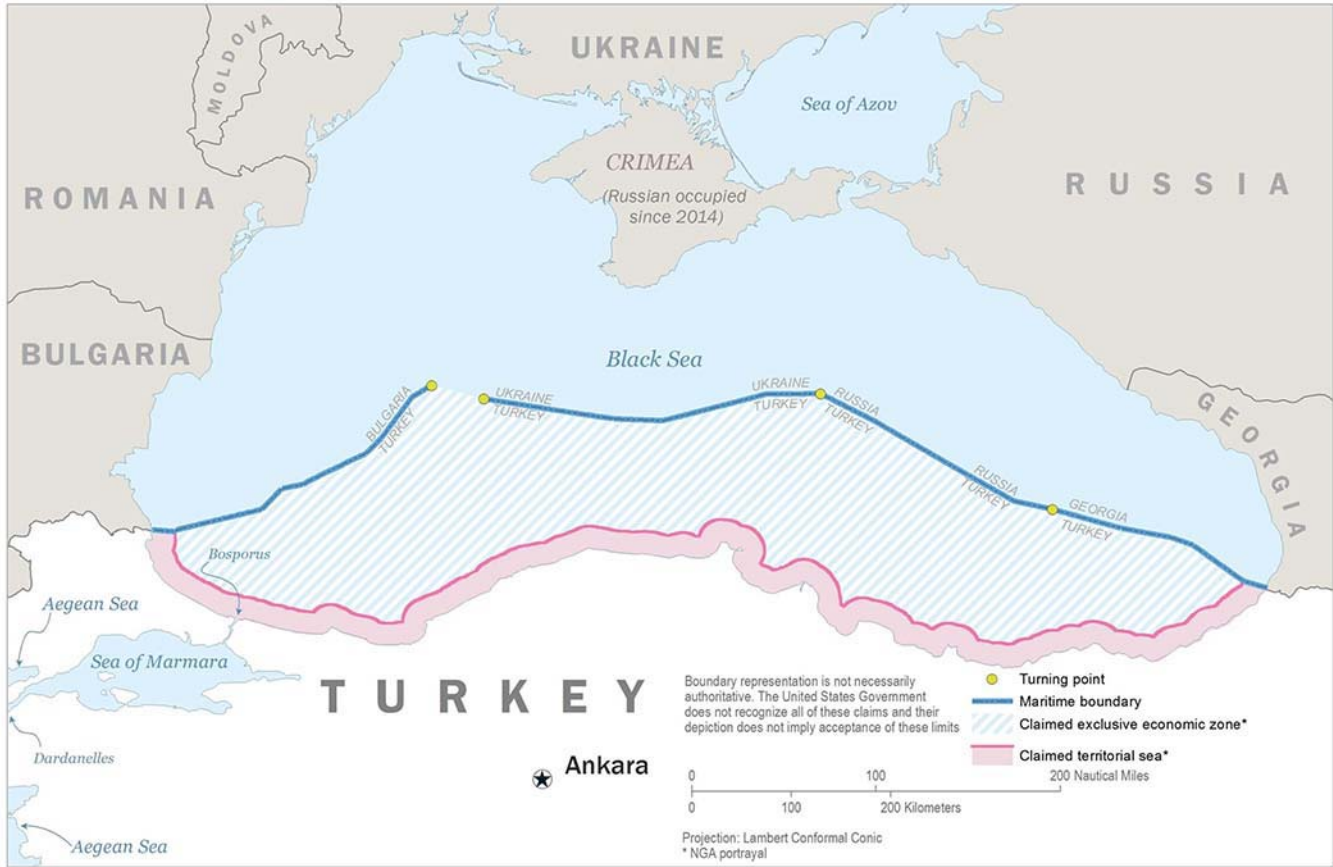 MOLDOVA
UKRAINE
Sea of Azov
CRIMEA
(Russian occupied
since 2014)
ROMANIA
RUSSIA
BULGARIA
Black Sea
GEORGIA
BULGARIA
TURKEY
UKRAINE
TURKEY
UKRAINE
TURKEY
RUSSIA
TURKEY
RUSSIA
TURKEY
GEORGIA
TURKEY
Bosporus
Aegean Sea
Sea of Marmara
TURKEY
Dardanelles
Ankara
Aegean Sea
Boundary representation is not necessarily
authoritative. The United States Government
does not recognize all of these claims and their
depiction does not imply acceptance of these limits
Turning point
Maritime boundary
Claimed exclusive economic zone*
Claimed territorial sea*
0 100 200 Nautical Miles
0 100 200 Kilometers
Projection: Lambert Conformal Conic
* NGA portrayal